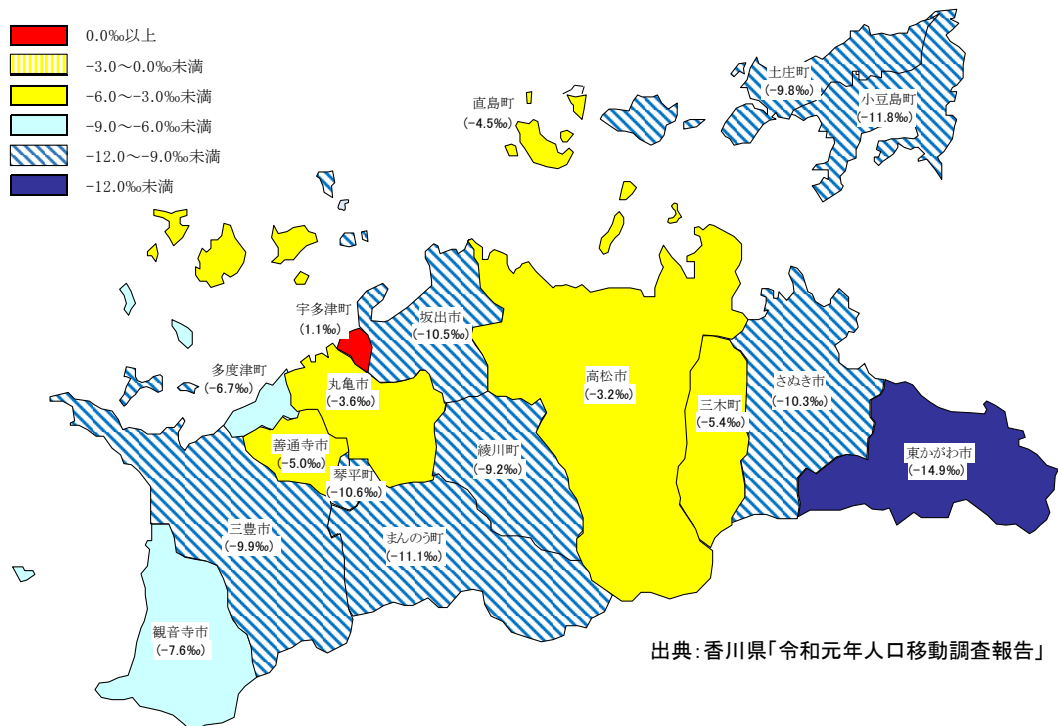 0.0‰以上
-3.0～0.0‰未満
-6.0～-3.0‰未満
-9.0～-6.0‰未満
-12.0～-9.0‰未満
-12.0‰未満
土庄町
(-9.8‰)
小豆島町
(-11.8‰)
直島町
(-4.5‰)
宇多津町
(1.1‰)
坂出市
(-10.5‰)
多度津町
(-6.7‰)
丸亀市
(-3.6‰)
高松市
(-3.2‰)
三木町
(-5.4‰)
さぬき市
(-10.3‰)
東かがわ市
(-14.9‰)
善通寺市
(-5.0‰)
琴平町
(-10.6‰)
綾川町
(-9.2‰)
三豊市
(-9.9‰)
まんのう町
(-11.1‰)
観音寺市
(-7.6‰)
出典:香川県「令和元年人口移動調査報告」